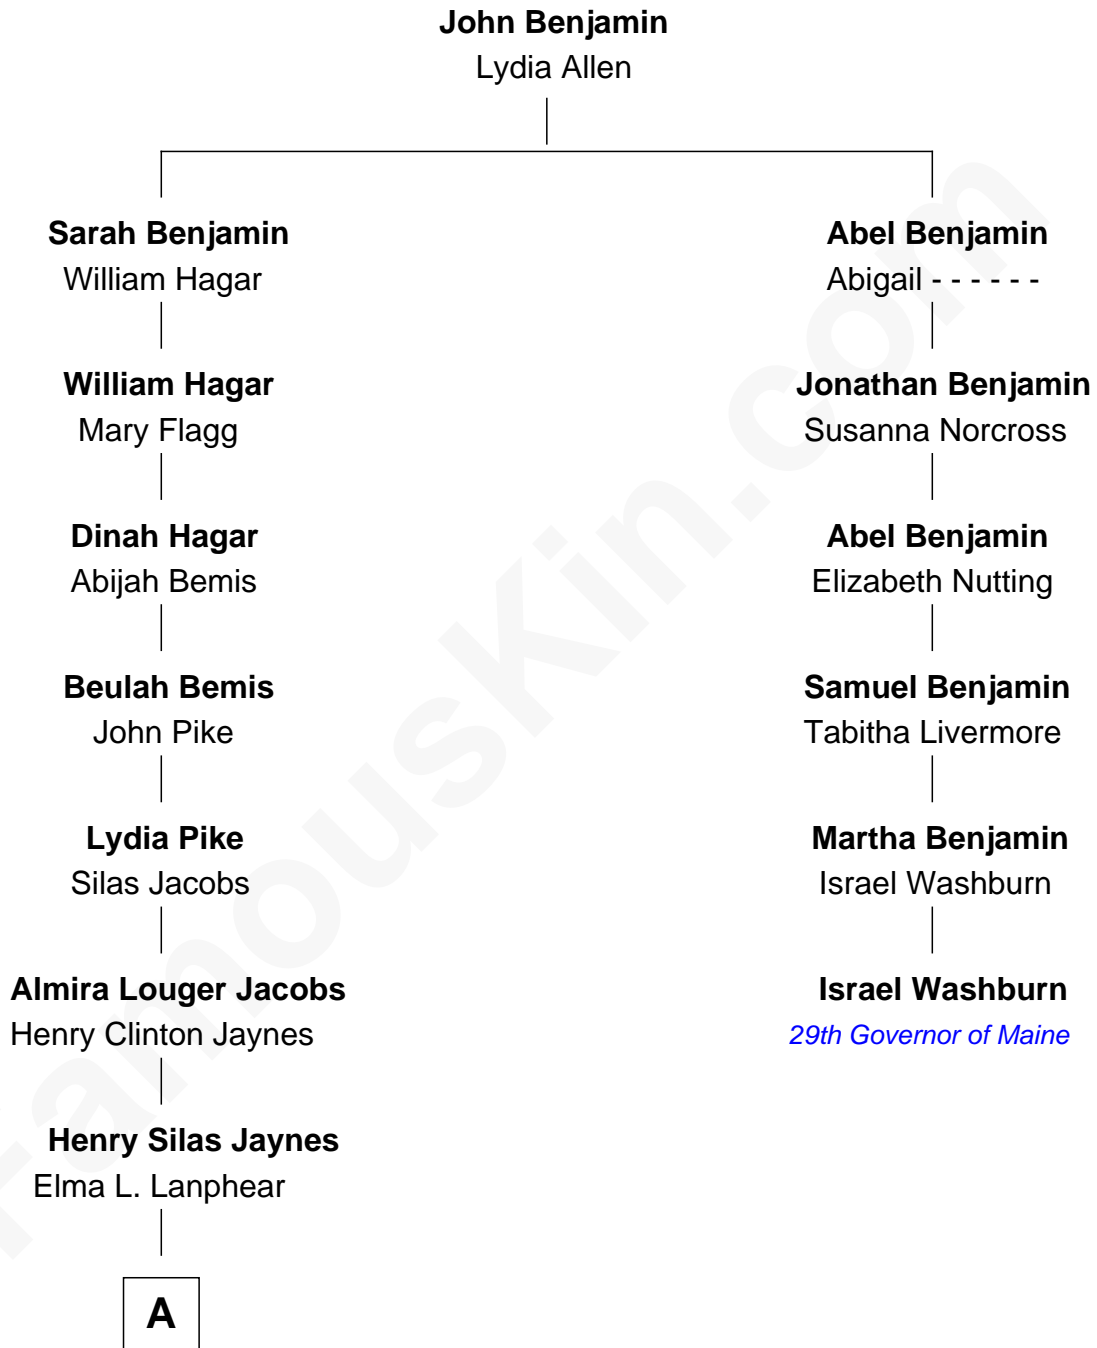 John Benjamin
Lydia Allen
Sarah Benjamin
William Hagar
Abel Benjamin
Abigail - - - - - -
William Hagar
Mary Flagg
Jonathan Benjamin
Susanna Norcross
Dinah Hagar
Abijah Bemis
Abel Benjamin
Elizabeth Nutting
Beulah Bemis
John Pike
Samuel Benjamin
Tabitha Livermore
Lydia Pike
Silas Jacobs
Martha Benjamin
Israel Washburn
Almira Louger Jacobs
Henry Clinton Jaynes
Israel Washburn
29th Governor of Maine
Henry Silas Jaynes
Elma L. Lanphear
A
FamousKin.com